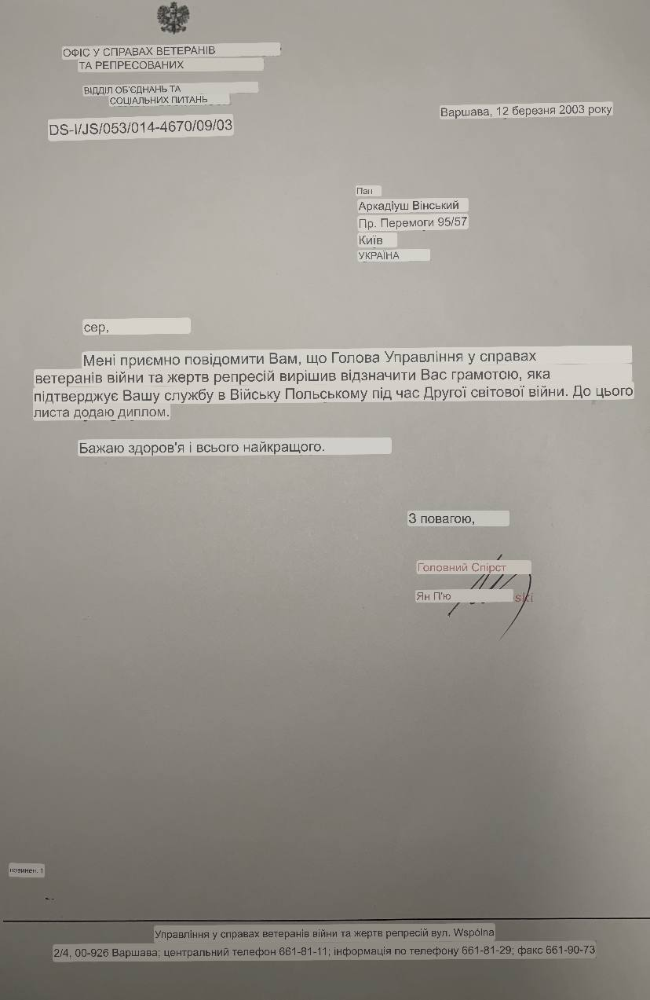 ОФІС У СПРАВАХ ВЕТЕРАНІВ
ТА РЕПРЕСОВАНИХ
ВІДДІЛ ОБ'ЄДНАНЬ ТА
СОЦІАЛЬНИХ ПИТАНЬ
DS-I/JS/053/014-4670/09/03
Варшава, 12 березня 2003 року
Пан
Аркадіуш Вінський
Пр. Перемоги 95/57
Київ
УКРАЇНА
сер,
Мені приємно повідомити Вам, що Голова Управління у справах
ветеранів війни та жертв репресій вирішив відзначити Вас грамотою, яка
підтверджує Вашу службу в Війську Польському під час Другої світової війни. До цього
листа додаю диплом.
Бажаю здоров'я і всього найкращого.
З повагою,
Головний Спірст
Ян П'ю ski
повинен. 1
Управління у справах ветеранів війни та жертв репресій вул. Wspólna
2/4, 00-926 Варшава; центральний телефон 661-81-11; інформація по телефону 661-81-29; факс 661-90-73